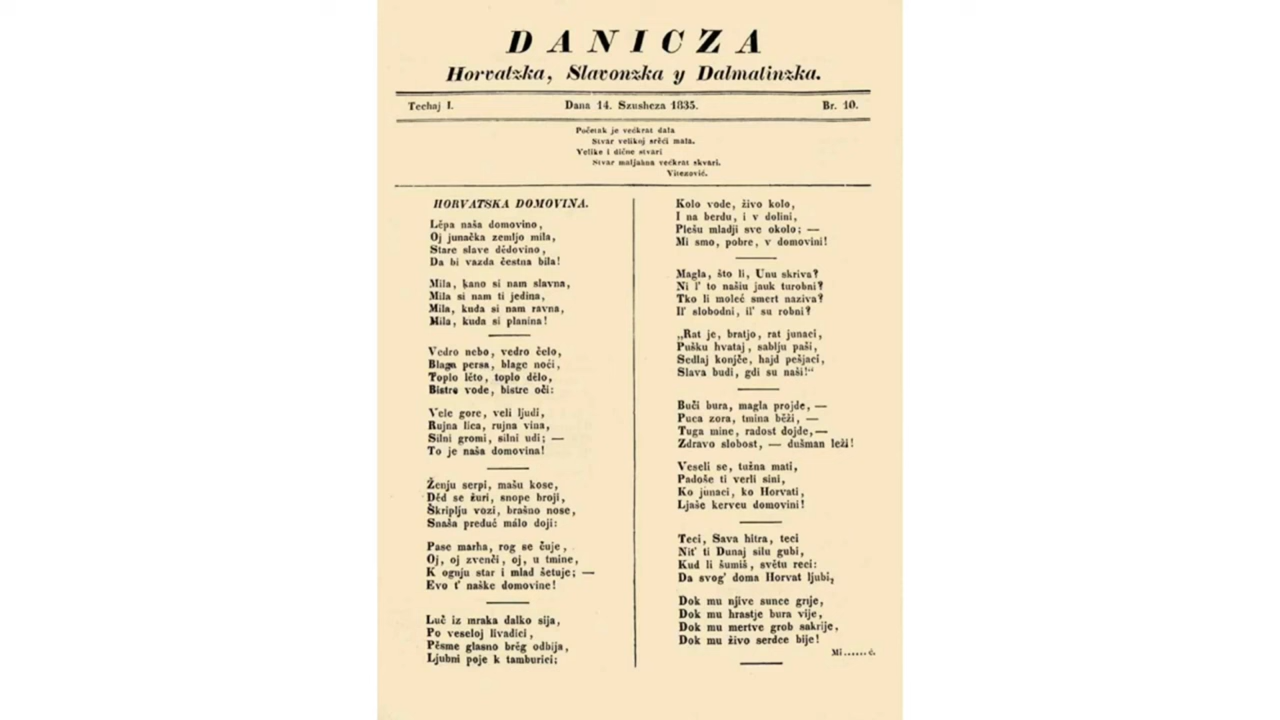 DANICZA
Horvatzka, Slavonzka y Dalmatinzka.
Techaj I.
Dana 14. Szusheza 1835.
Br. 10.
Početak je većkrat dala
Stvar velikoj srěći mala.
Velike i dične stvari
Stvar maljahna većkrat skvari.
Vitezović.
HORVATSKA DOMOVINA.
Lěpa naša domovino,
Oj junačka zemljo mila,
Stare slave dědovino,
Da bi vazda čestna bila!
Mila, kano si nam slavna,
Mila si nam ti jedina,
Mila, kuda si nam ravna,
Mila, kuda si planina!
Vedro nebo, vedro čelo,
Blaga persa, blage noći,
Toplo lěto, toplo dělo,
Bistre vode, bistre oči:
Vele gore, veli ljudi,
Rujna lica, rujna vina,
Silni gromi, silni udi; —
To je naša domovina!
Ženju serpi, mašu kose,
Děd se žuri, snope broji,
Škriplju vozi, brašno nose,
Snaša preduć málo doji:
Pase marha, rog se čuje,
Oj, oj zvenči, oj, u tmine,
K ognju star i mlad šetuje; —
Evo t' naške domovine!
Luč iz mraka dalko sija,
Po veseloj livadici,
Pěsme glasno brěg odbija,
Ljubni poje k tamburici:
Kolo vode, živo kolo,
I na berdu, i v dolini,
Plešu mladji sve okolo; —
Mi smo, pobre, v domovini!
Magla, što li, Unu skriva?
Ni l' to našiu jauk turobni?
Tko li moleć smert naziva?
Il' slobodni, il' su robni?
„Rat je, bratjo, rat junaci,
Pušku hvataj, sablju paši,
Sedlaj konjče, hajd pešjaci,
Slava budi, gdi su naši!“
Buči bura, magla projde, —
Puca zora, tmina běži, —
Tuga mine, radost dojde, —
Zdravo slobost, — dušman leži!
Veseli se, tužna mati,
Padoše ti verli sini,
Ko junaci, ko Horvati,
Ljaše kervcu domovini!
Teci, Sava hitra, teci
Nit' ti Dunaj silu gubi,
Kud li šumiš, světu reci:
Da svog' doma Horvat ljubi,
Dok mu njive sunce grije,
Dok mu hrastje bura vije,
Dok mu mertve grob sakrije,
Dok mu živo serdce bije!
Mi......ć.